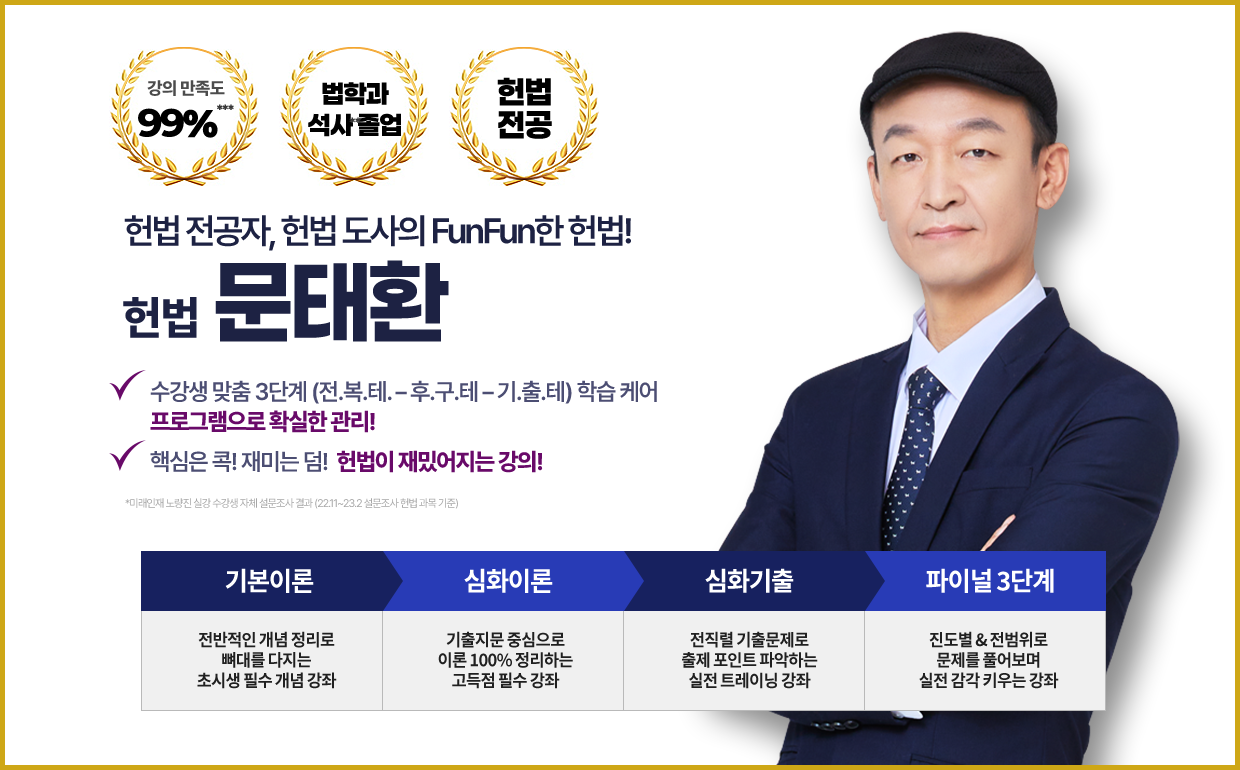 강의 만족도
99%***
법학과
석사**졸업
헌법
전공
헌법 전공자, 헌법 도사의 FunFun한 헌법!
헌법 문태환
수강생 맞춤 3단계 (전.복.테. – 후.구.테 – 기.출.테) 학습 케어
프로그램으로 확실한 관리!
핵심은 콕! 재미는 덤! 헌법이 재밌어지는 강의!
*미래인재 노량진 실강 수강생 자체 설문조사 결과 (22.11~23.2 설문조사 헌법 과목 기준)
기본이론
전반적인 개념 정리로
뼈대를 다지는
초시생 필수 개념 강좌
심화이론
기출지문 중심으로
이론 100% 정리하는
고득점 필수 강좌
심화기출
전직렬 기출문제로
출제 포인트 파악하는
실전 트레이닝 강좌
파이널 3단계
진도별 & 전범위로
문제를 풀어보며
실전 감각 키우는 강좌